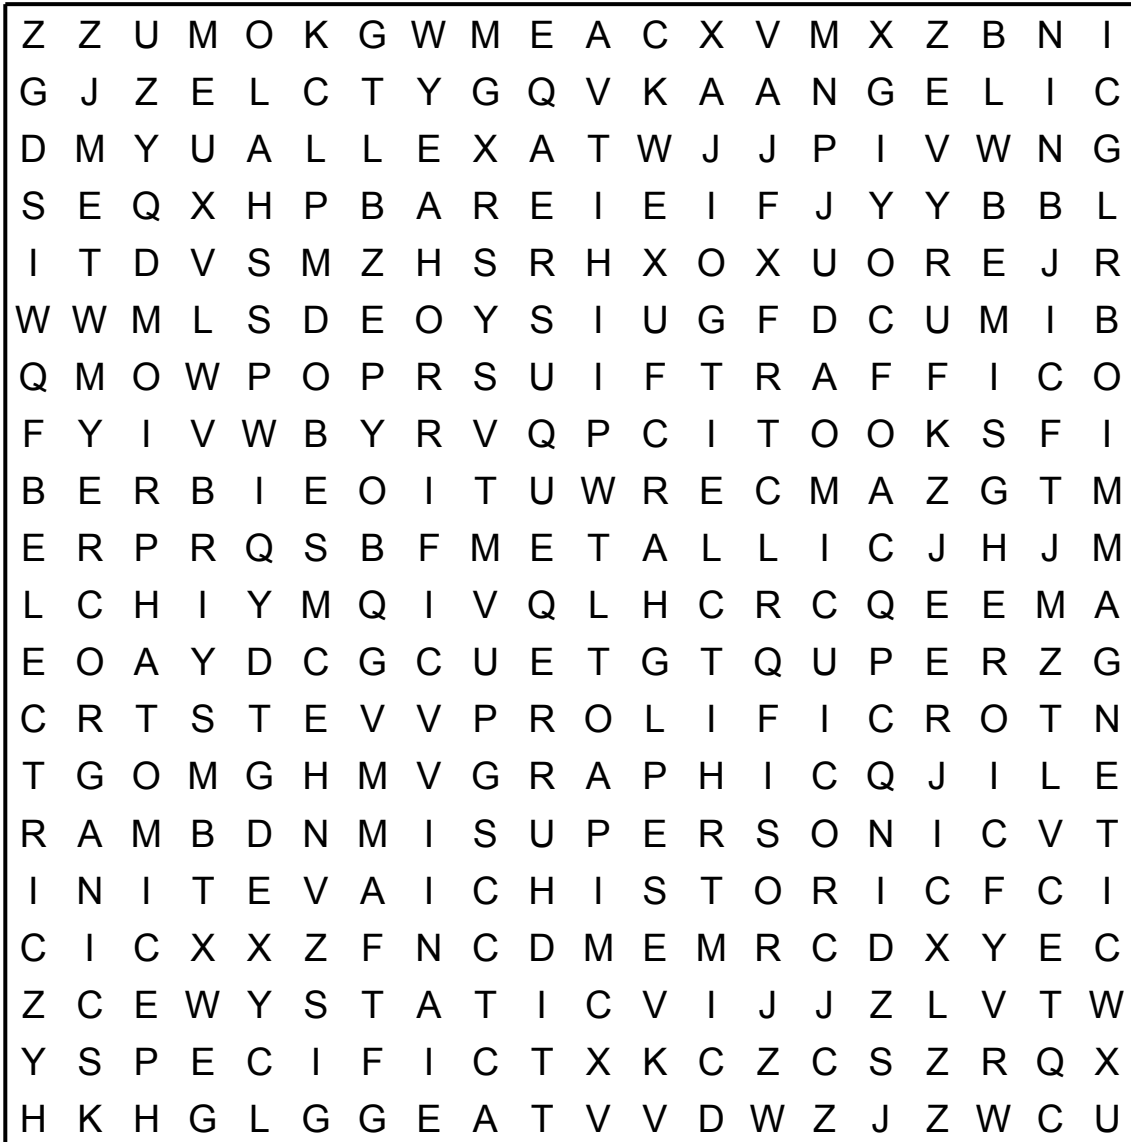 Z Z U M O K G W M E A C X V M X Z B N I
G J Z E L C T Y G Q V K A A N G E L I C
D M Y U A L L E X A T W J J P I V W N G
S E Q X H P B A R E I E I F J Y Y B B L
I T D V S M Z H S R H X O X U O R E J R
W W M L S D E O Y S I U G F D C U M I B
Q M O W P O P R S U I F T R A F F I C O
F Y I V W B Y R V Q P C I T O O K S F I
B E R B I E O I T U W R E C M A Z G T M
E R P R Q S B F M E T A L L I C J H J M
L C H I Y M Q I V Q L H C R C Q E E M A
E O A Y D C G C U E T G T Q U P E R Z G
C R T S T E V V P R O L I F I C R O T N
T G O M G H M V G R A P H I C Q J I L E
R A M B D N M I S U P E R S O N I C V T
I N I T E V A I C H I S T O R I C F C I
C I C X X Z F N C D M E M R C D X Y E C
Z C E W Y S T A T I C V I J J Z L V T W
Y S P E C I F I C T X K C Z C S Z R Q X
H K H G L G G E A T V V D W Z J Z W C U